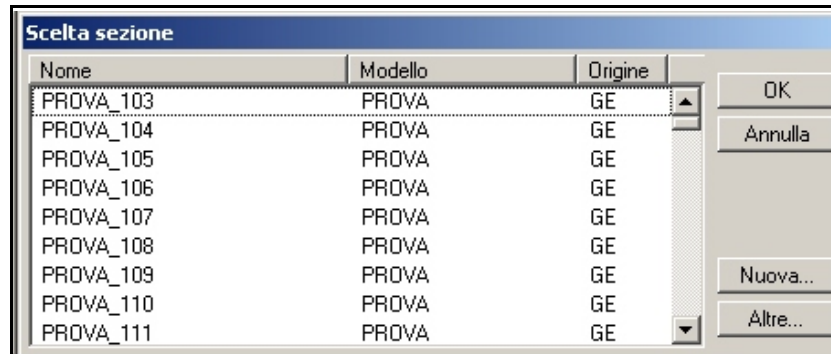 Scelta sezione
Nome Modello Origine
PROVA_103 PROVA GE
PROVA_104 PROVA GE
PROVA_105 PROVA GE
PROVA_106 PROVA GE
PROVA_107 PROVA GE
PROVA_108 PROVA GE
PROVA_109 PROVA GE
PROVA_110 PROVA GE
PROVA_111 PROVA GE
OK
Annulla
Nuova...
Altre...